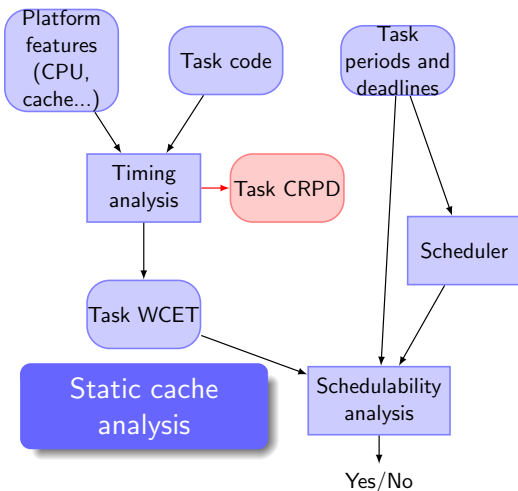 Platform
features
(CPU,
cache...)
Task code
Task
periods and
deadlines
Timing
analysis
Task CRPD
Scheduler
Task WCET
Static cache
analysis
Schedulability
analysis
Yes/No